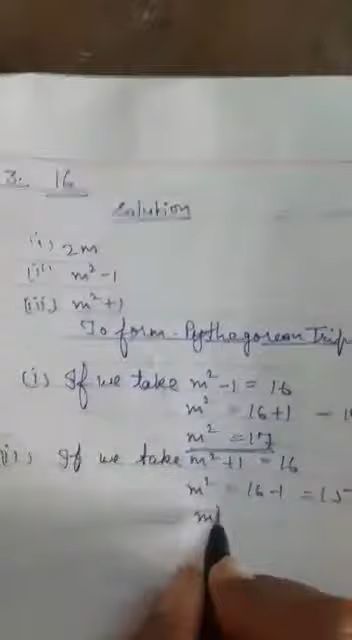 3. 16
Solution
(i) 2m
(ii) m² - 1
(iii) m² + 1
To form Pythagorean Trip
(i) If we take m² - 1 = 16
m² = 16 + 1
m² = 17
(ii) If we take m² + 1 = 16
m² = 16 - 1 = 15
m